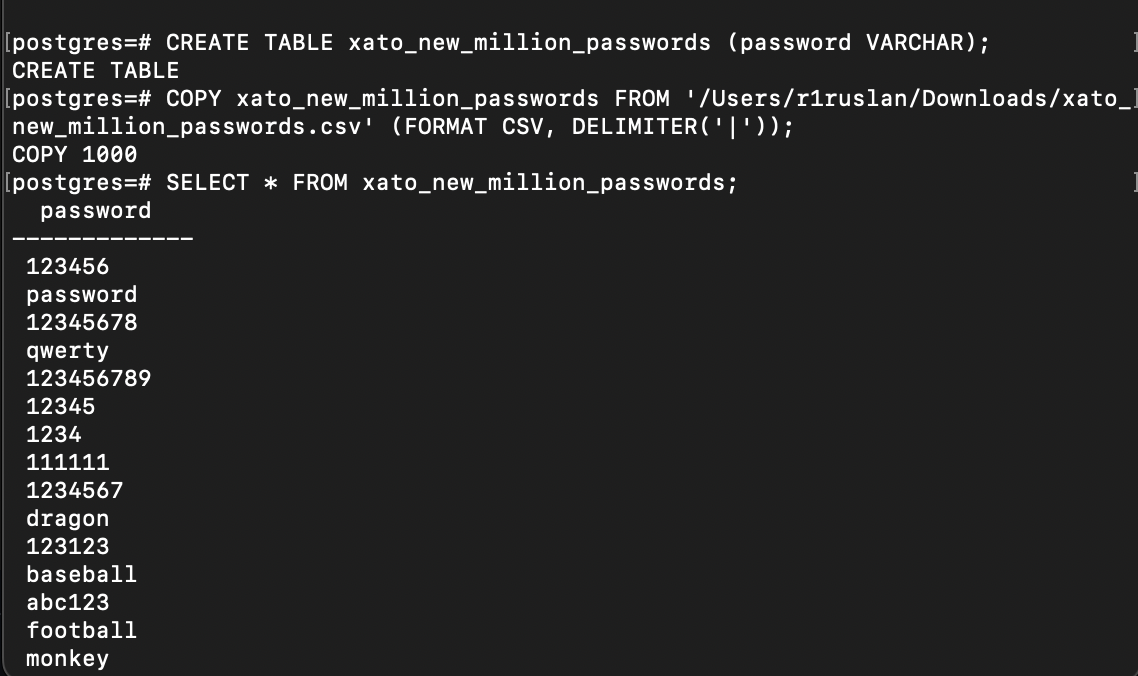 [postgres=# CREATE TABLE xato_new_million_passwords (password VARCHAR); ]
CREATE TABLE
[postgres=# COPY xato_new_million_passwords FROM '/Users/r1ruslan/Downloads/xato_]
new_million_passwords.csv' (FORMAT CSV, DELIMITER('|'));
COPY 1000
[postgres=# SELECT * FROM xato_new_million_passwords; ]
password
-------------
123456
password
12345678
qwerty
123456789
12345
1234
111111
1234567
dragon
123123
baseball
abc123
football
monkey